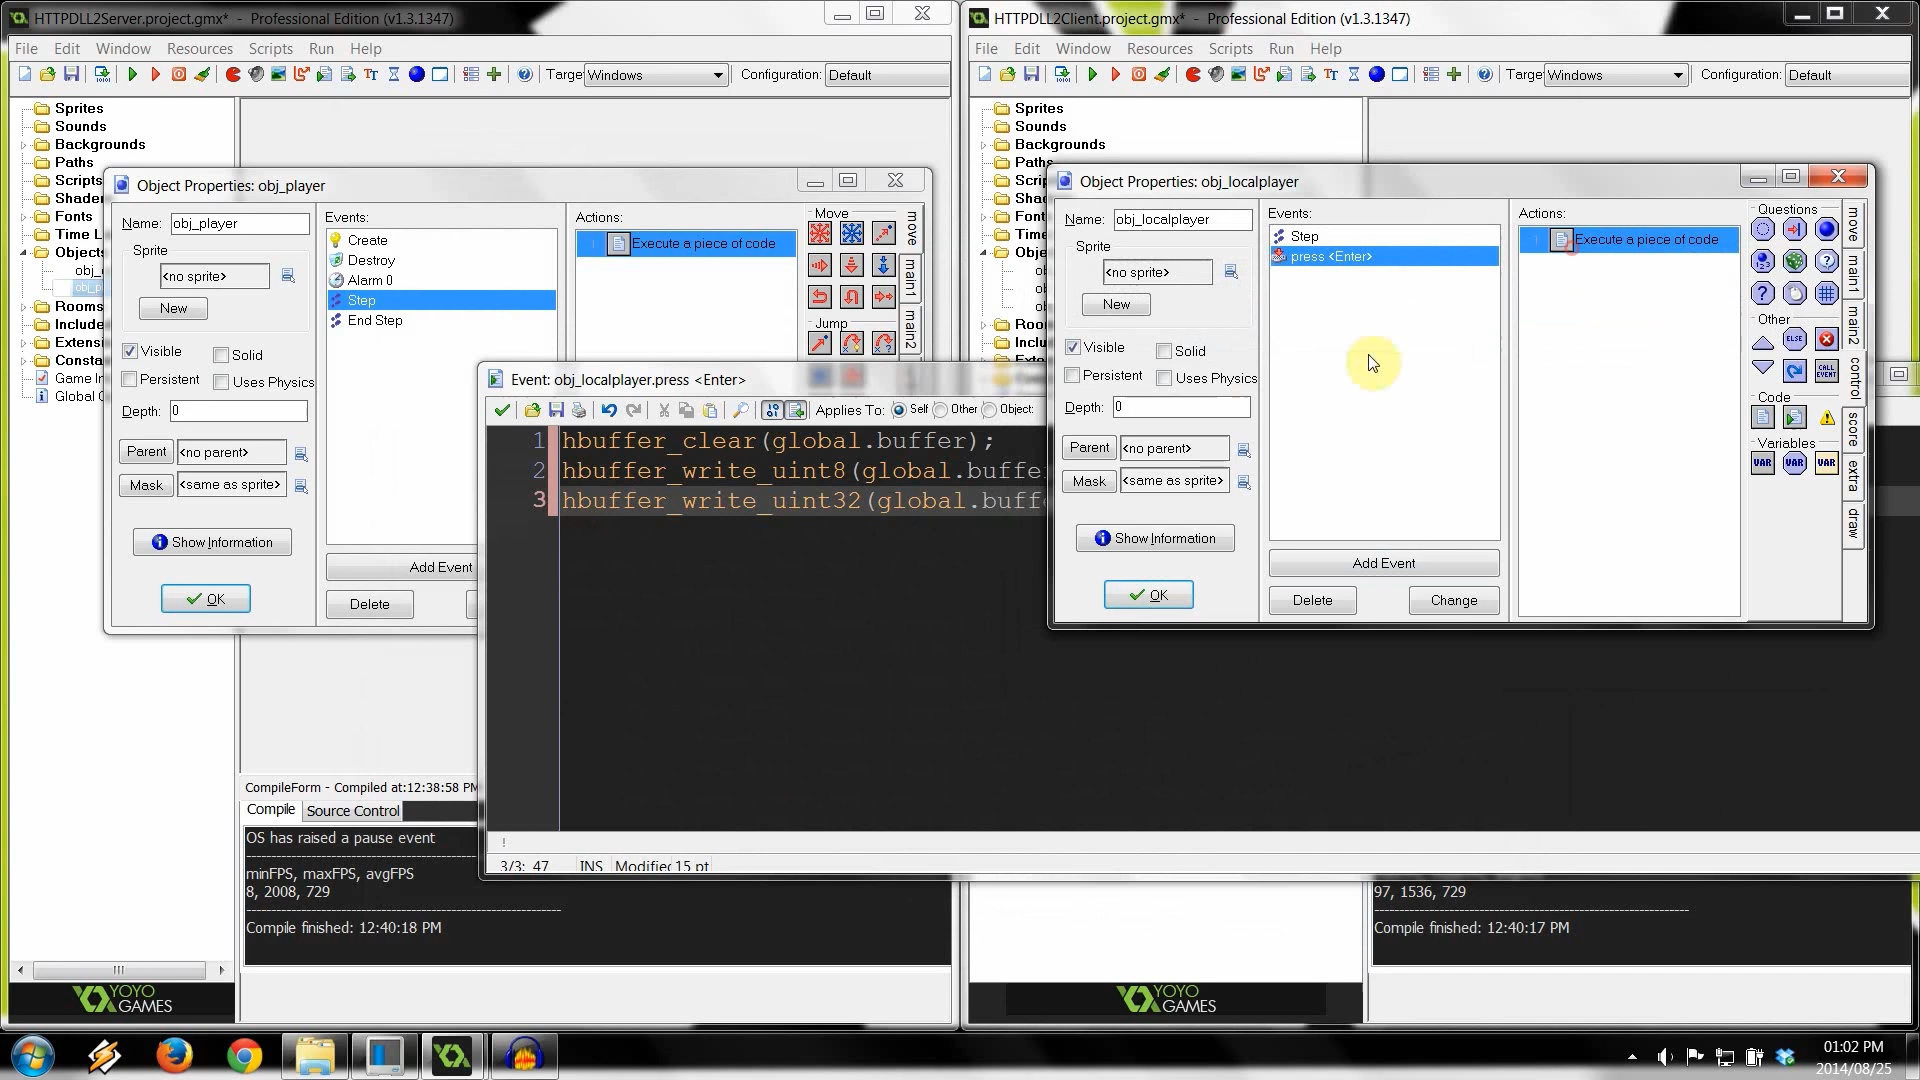 HTTPDLL2Server.project.gmx* - Professional Edition (v1.3.1347)
File Edit Window Resources Scripts Run Help
Windows
Configuration: Default
Sprites
Sounds
Backgrounds
Paths
Scripts
Fonts
Objects
Rooms
Object Properties: obj_player
Name: obj_player
Sprite
<no sprite>
New
Visible
Solid
Persistent
Uses Physics
Depth: 0
Parent <no parent>
Mask <same as sprite>
Show Information
OK
Events:
Create
Destroy
Alarm 0
Step
End Step
Add Event
Delete
Actions:
Execute a piece of code
Move
Jump
move
main1
main2
Event: obj_localplayer.press <Enter>
Applies To: Self Other Object:
1 hbuffer_clear(global.buffer);
2 hbuffer_write_uint8(global.buffer
3 hbuffer_write_uint32(global.buff
3/3: 47 INS 15 pt
CompileForm - Compiled at:12:38:58 PM
Compile Source Control
OS has raised a pause event
minFPS, maxFPS, avgFPS
8, 2008, 729
Compile finished: 12:40:18 PM
YOYO
GAMES
HTTPDLL2Client.project.gmx* - Professional Edition (v1.3.1347)
File Edit Window Resources Scripts Run Help
Windows
Configuration: Default
Sprites
Sounds
Backgrounds
Object Properties: obj_localplayer
Name: obj_localplayer
Sprite
<no sprite>
New
Visible
Solid
Persistent
Uses Physics
Depth: 0
Parent <no parent>
Mask <same as sprite>
Show Information
OK
Events:
Step
press <Enter>
Add Event
Delete
Change
Actions:
Execute a piece of code
Questions
Other
ELSE
CALL EVENT
Code
Variables
VAR VAR VAR
move
main1
main2
control
score
extra
draw
97, 1536, 729
Compile finished: 12:40:17 PM
YOYO
GAMES
01:02 PM
2014/08/25